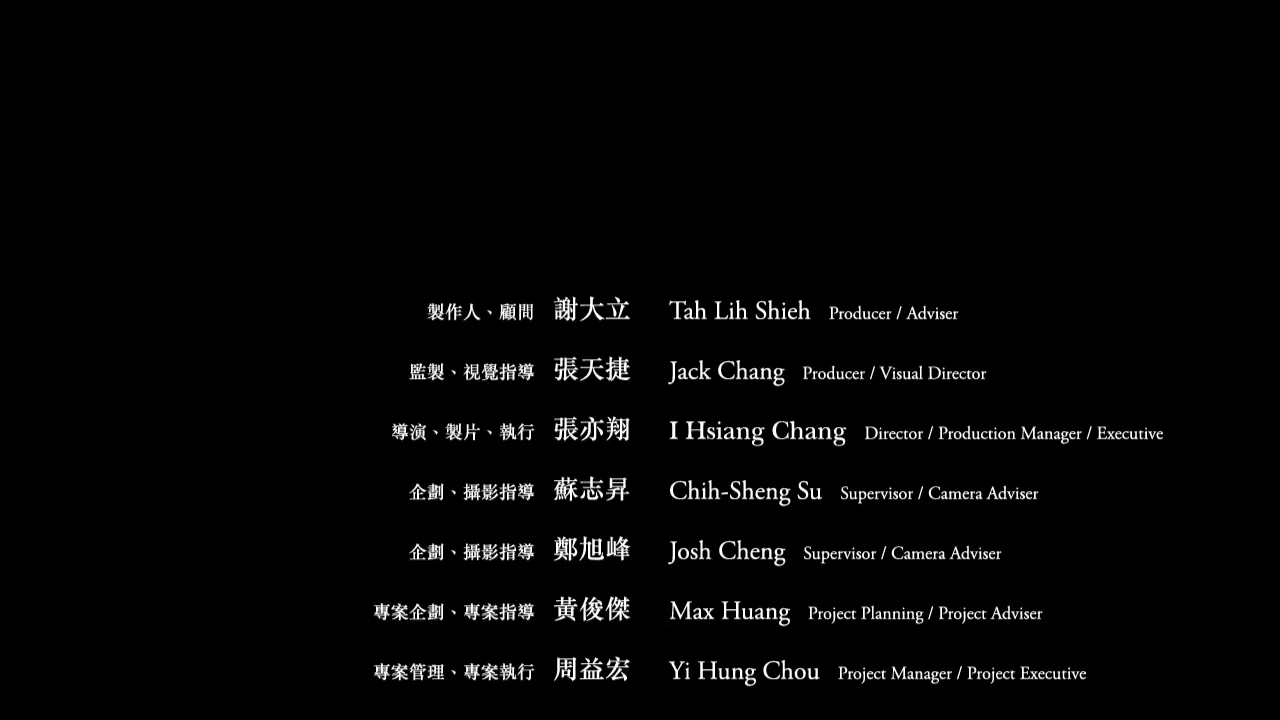 製作人、顧問 謝大立 Tah Lih Shieh Producer / Adviser
監製、視覺指導 張天捷 Jack Chang Producer / Visual Director
導演、製片、執行 張亦翔 I Hsiang Chang Director / Production Manager / Executive
企劃、攝影指導 蘇志昇 Chih-Sheng Su Supervisor / Camera Adviser
企劃、攝影指導 鄭旭峰 Josh Cheng Supervisor / Camera Adviser
專案企劃、專案指導 黃俊傑 Max Huang Project Planning / Project Adviser
專案管理、專案執行 周益宏 Yi Hung Chou Project Manager / Project Executive